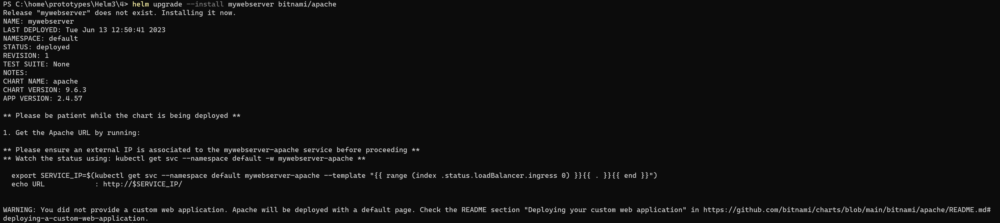 PS C:\home\prototypes\Helm3\4> helm upgrade --install mywebserver bitnami/apache
Release "mywebserver" does not exist. Installing it now.
NAME: mywebserver
LAST DEPLOYED: Tue Jun 13 12:50:41 2023
NAMESPACE: default
STATUS: deployed
REVISION: 1
TEST SUITE: None
NOTES:
CHART NAME: apache
CHART VERSION: 9.6.3
APP VERSION: 2.4.57

** Please be patient while the chart is being deployed **

1. Get the Apache URL by running:

** Please ensure an external IP is associated to the mywebserver-apache service before proceeding **
** Watch the status using: kubectl get svc --namespace default -w mywebserver-apache **

  export SERVICE_IP=$(kubectl get svc --namespace default mywebserver-apache --template "{{ range (index .status.loadBalancer.ingress 0) }}{{ . }}{{ end }}")
  echo URL            : http://$SERVICE_IP/


WARNING: You did not provide a custom web application. Apache will be deployed with a default page. Check the README section "Deploying your custom web application" in https://github.com/bitnami/charts/blob/main/bitnami/apache/README.md#
deploying-a-custom-web-application.